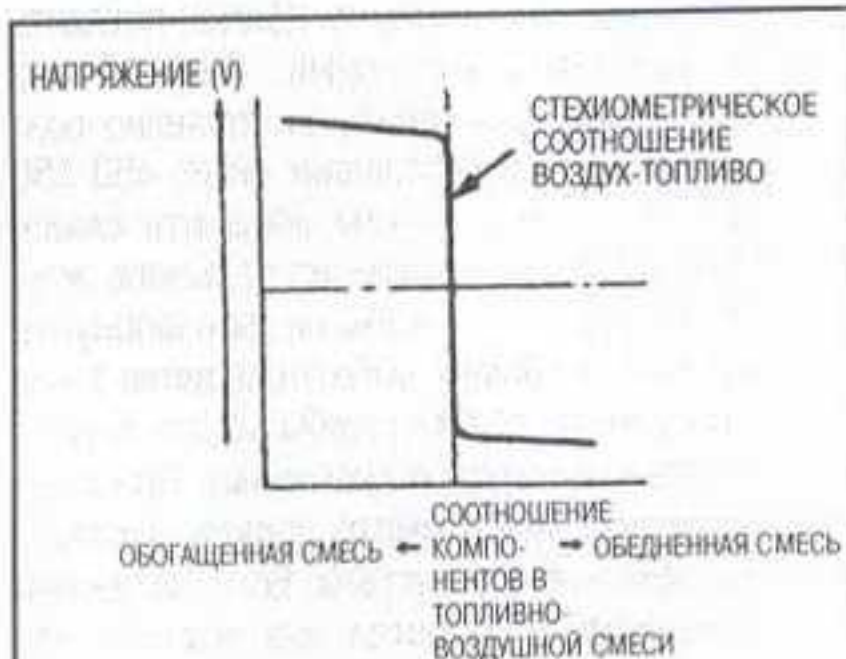 НАПРЯЖЕНИЕ (V)
СТЕХИОМЕТРИЧЕСКОЕ
СООТНОШЕНИЕ
ВОЗДУХ-ТОПЛИВО
СООТНОШЕНИЕ
ОБОГАЩЕННАЯ СМЕСЬ ← КОМПО- → ОБЕДНЕННАЯ СМЕСЬ
НЕНТОВ В
ТОПЛИВНО-
ВОЗДУШНОЙ СМЕСИ